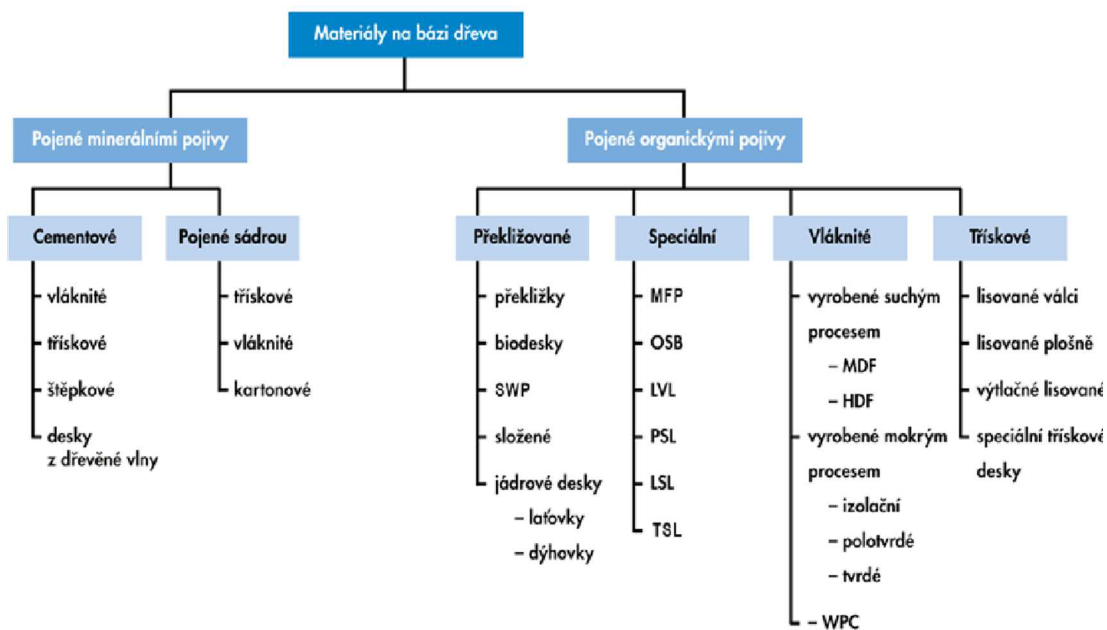 Materiály na bázi dřeva
Pojené minerálními pojivy
Pojené organickými pojivy
Cementové
Pojené sádrou
Překližované
Speciální
Vláknité
Třískové
vláknité
třískové
štěpkové
desky
z dřevěné vlny
třískové
vláknité
kartonové
překližky
biodesky
SWP
složené
jádrové desky
– laťovky
– dýhovky
MFP
OSB
LVL
PSL
LSL
TSL
vyrobené suchým
procesem
– MDF
– HDF
vyrobené mokrým
procesem
– izolační
– polotvrdé
– tvrdé
– WPC
lisované válci
lisované plošně
výtlačné lisované
speciální třískové
desky